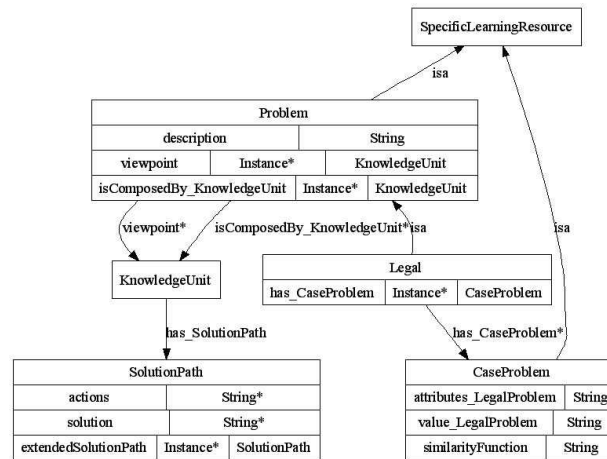 SpecificLearningResource
isa
Problem
description String
viewpoint Instance* KnowledgeUnit
isComposedBy_KnowledgeUnit Instance* KnowledgeUnit
viewpoint* isComposedBy_KnowledgeUnit* isa isa
KnowledgeUnit
Legal
has_CaseProblem Instance* CaseProblem
has_SolutionPath has_CaseProblem*
SolutionPath
actions String*
solution String*
extendedSolutionPath Instance* SolutionPath
CaseProblem
attributes_LegalProblem String
value_LegalProblem String
similarityFunction String